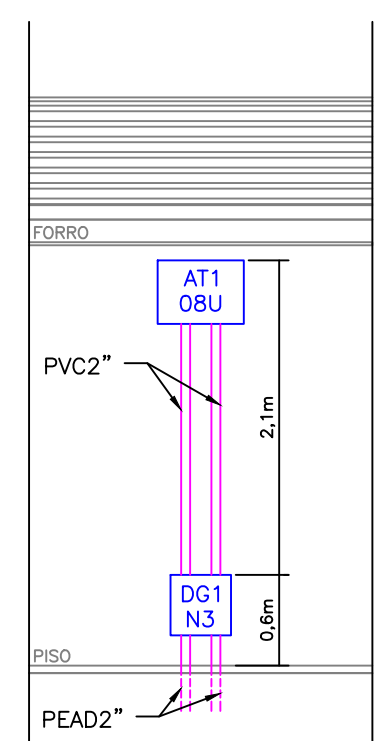 FORRO
AT1
08U
PVC2"
2,1m
DG1
N3
0,6m
PISO
PEAD2"